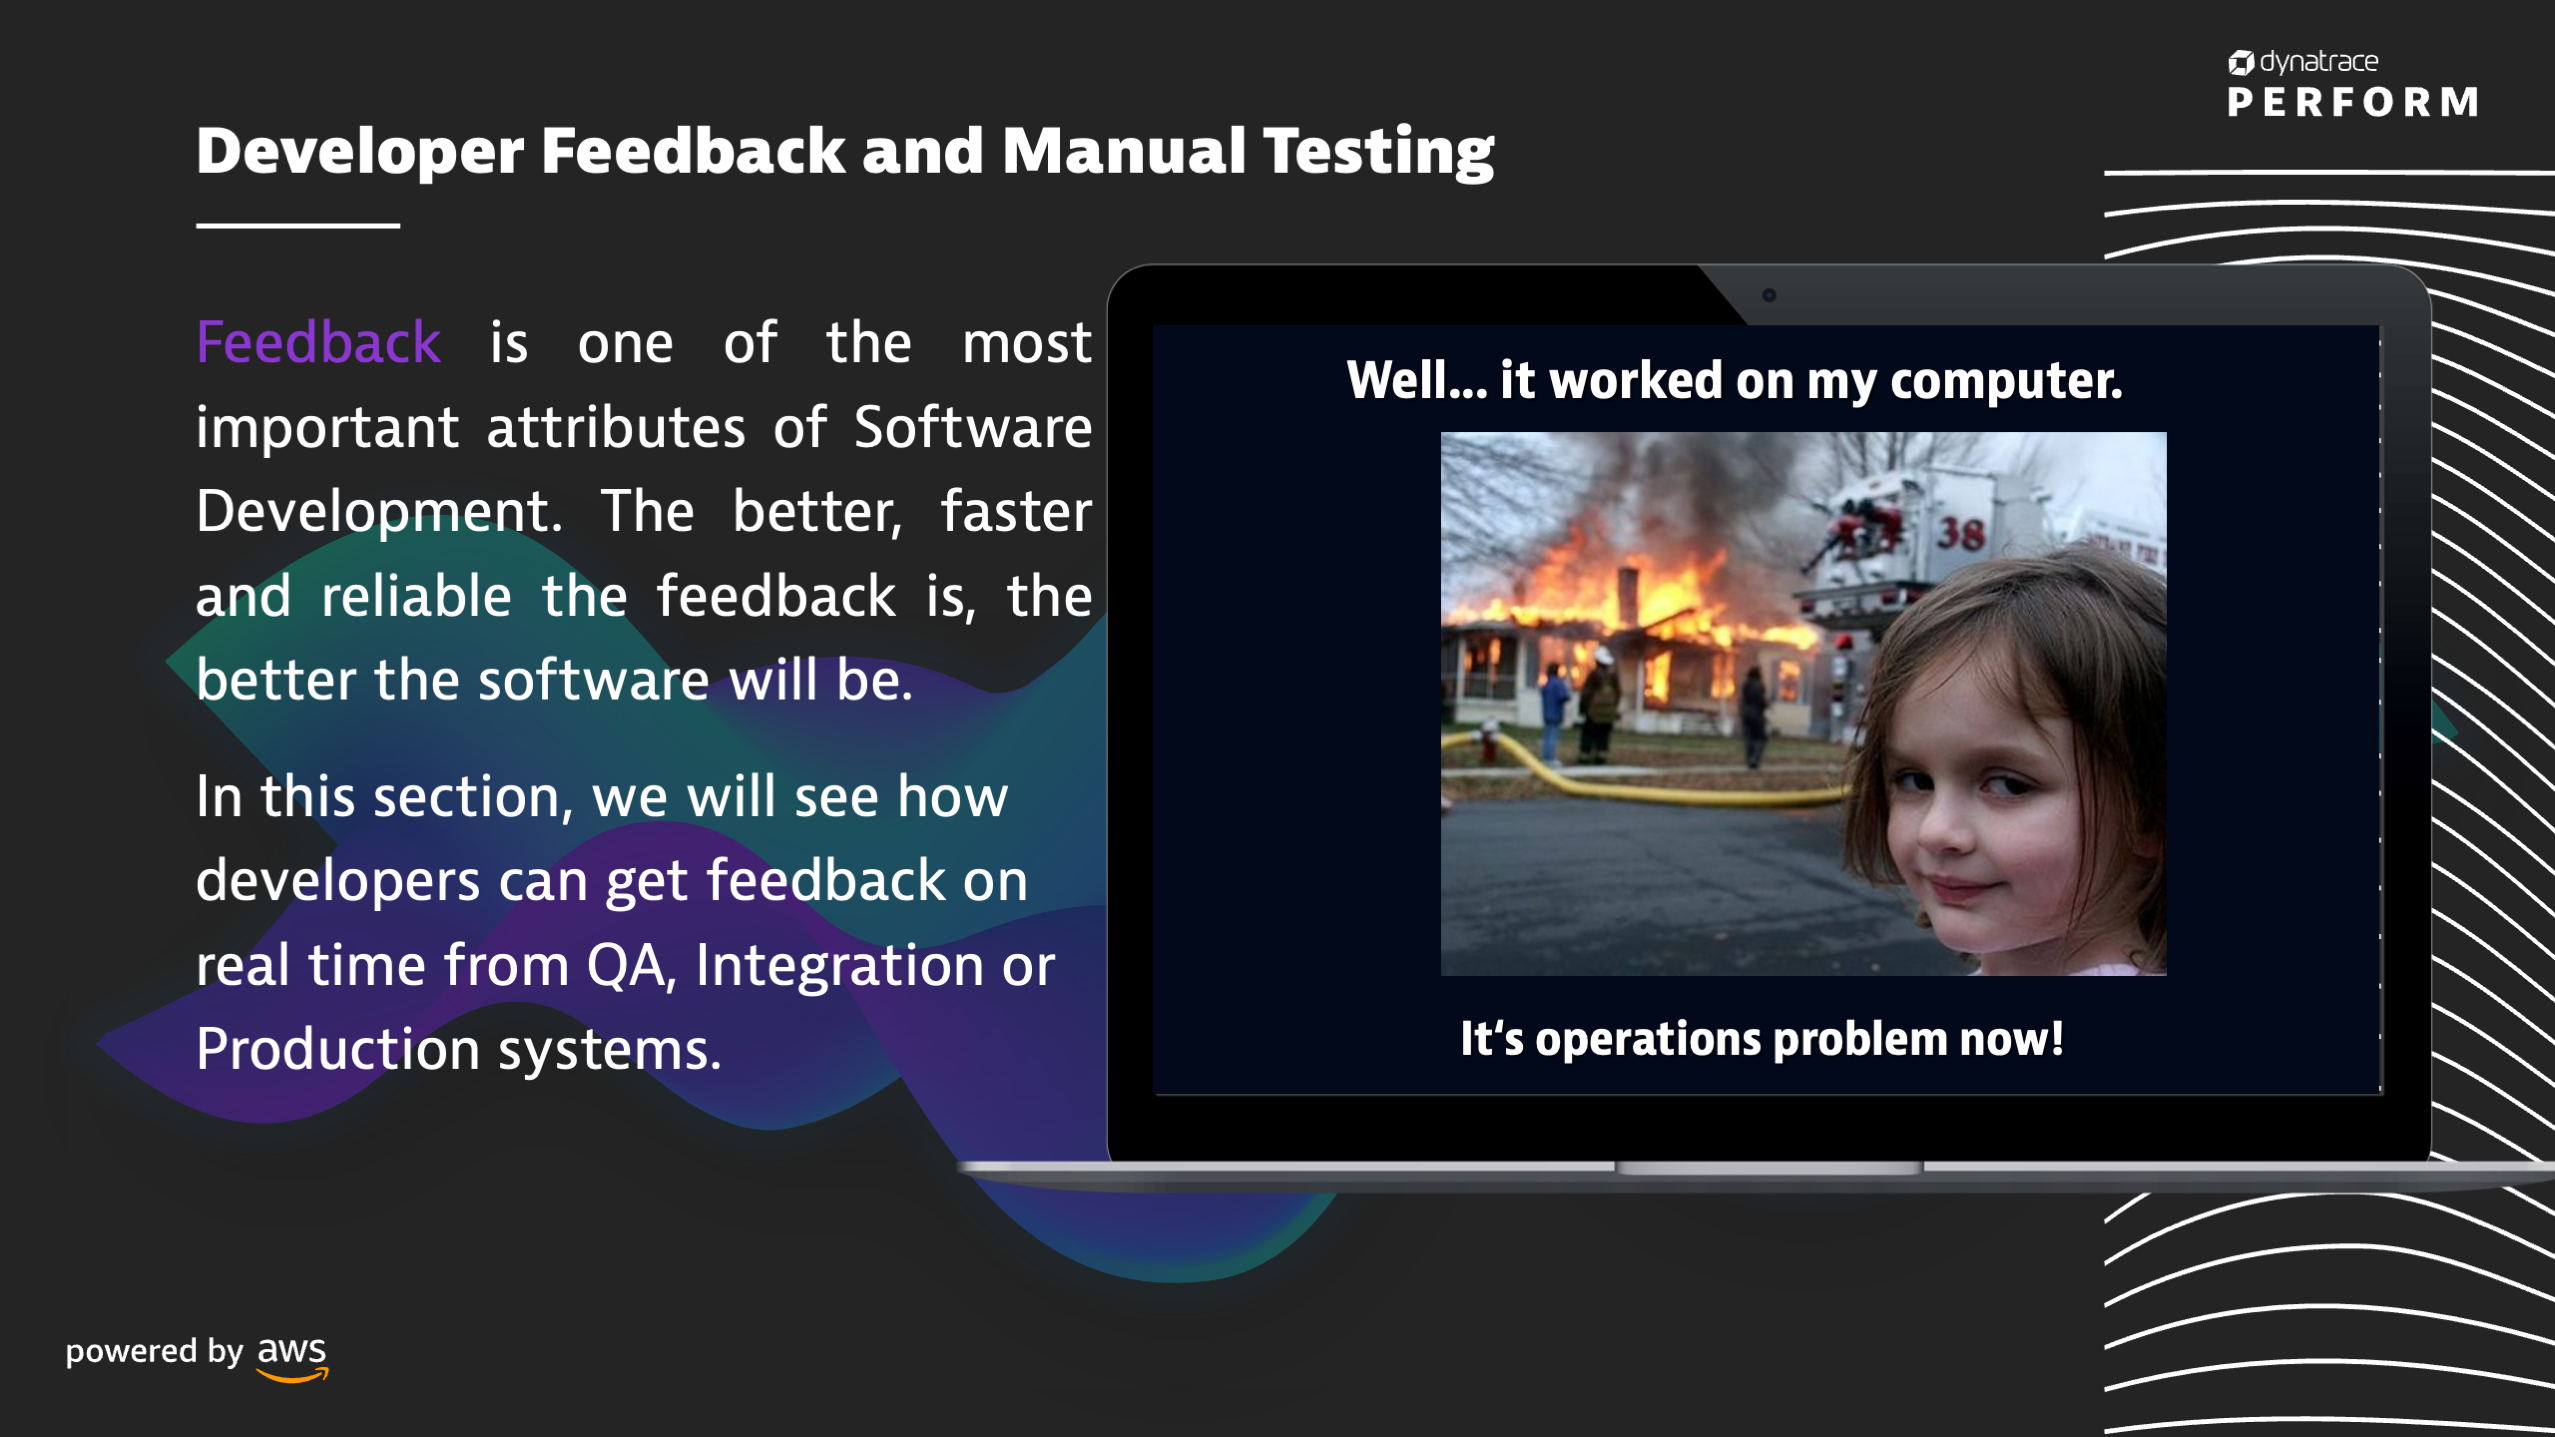 dynatrace
PERFORM
Developer Feedback and Manual Testing
Feedback is one of the most
important attributes of Software
Development. The better, faster
and reliable the feedback is, the
better the software will be.
In this section, we will see how
developers can get feedback on
real time from QA, Integration or
Production systems.
Well... it worked on my computer.
38
It‘s operations problem now!
powered by aws